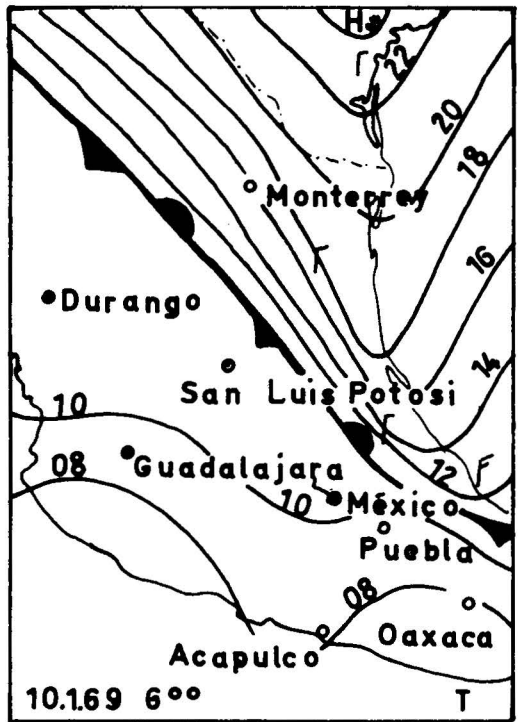 H
22
20
18
Monterrey
16
Durango
14
San Luis Potosi
10
12
08
Guadalajara
10
México
Puebla
08
Oaxaca
Acapulco
10.1.69 6⁰⁰
T